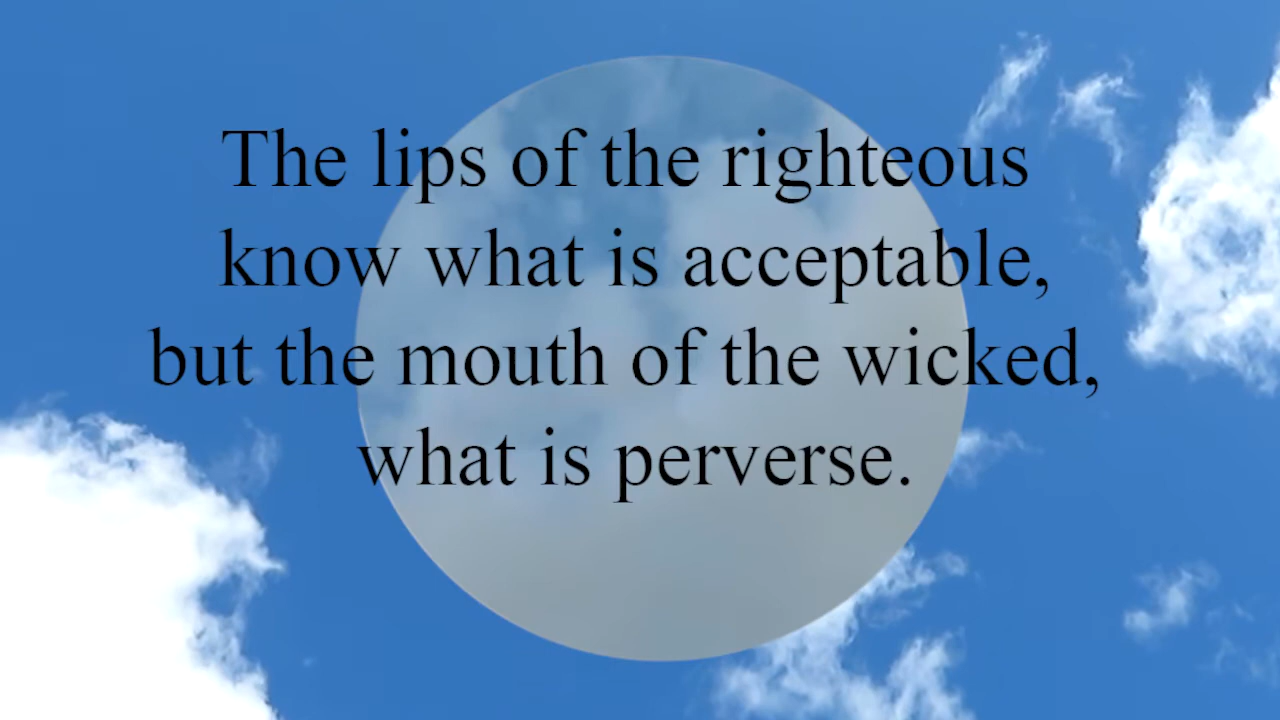 The lips of the righteous
know what is acceptable,
but the mouth of the wicked,
what is perverse.